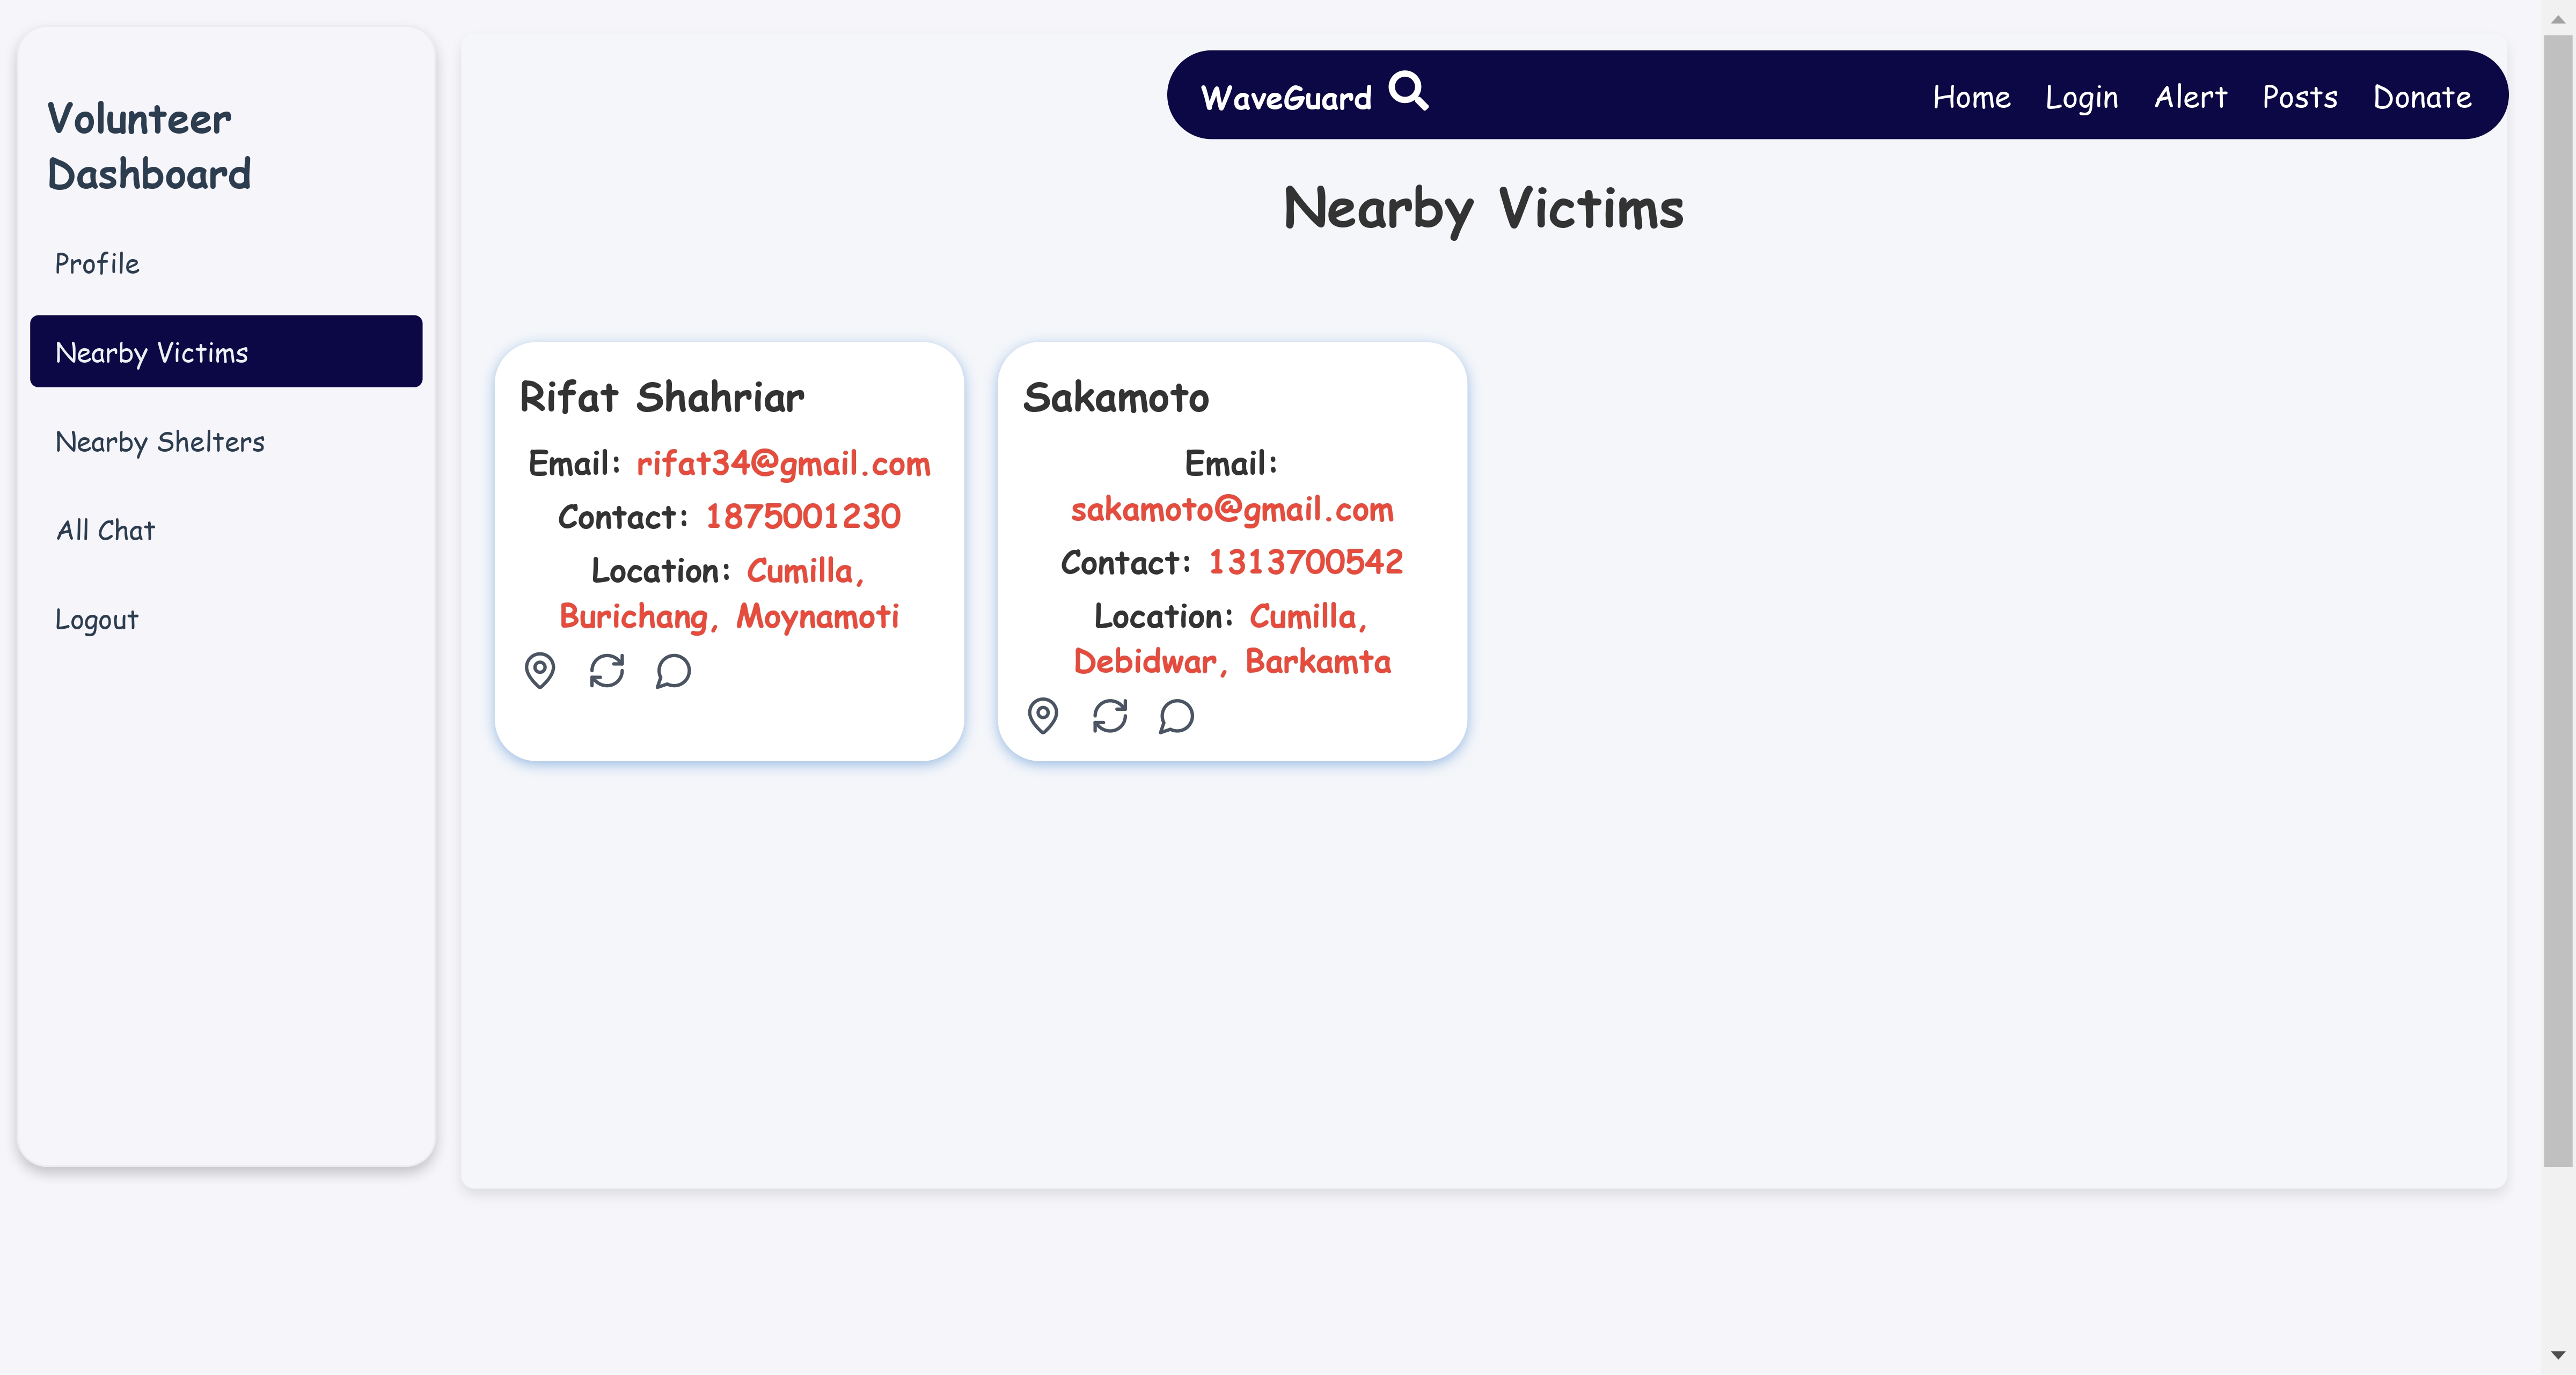 Volunteer
Dashboard
Profile
Nearby Victims
Nearby Shelters
All Chat
Logout
WaveGuard Home Login Alert Posts Donate
Nearby Victims
Rifat Shahriar
Email: rifat34@gmail.com
Contact: 1875001230
Location: Cumilla,
Burichang, Moynamoti
Sakamoto
Email:
sakamoto@gmail.com
Contact: 1313700542
Location: Cumilla,
Debidwar, Barkamta